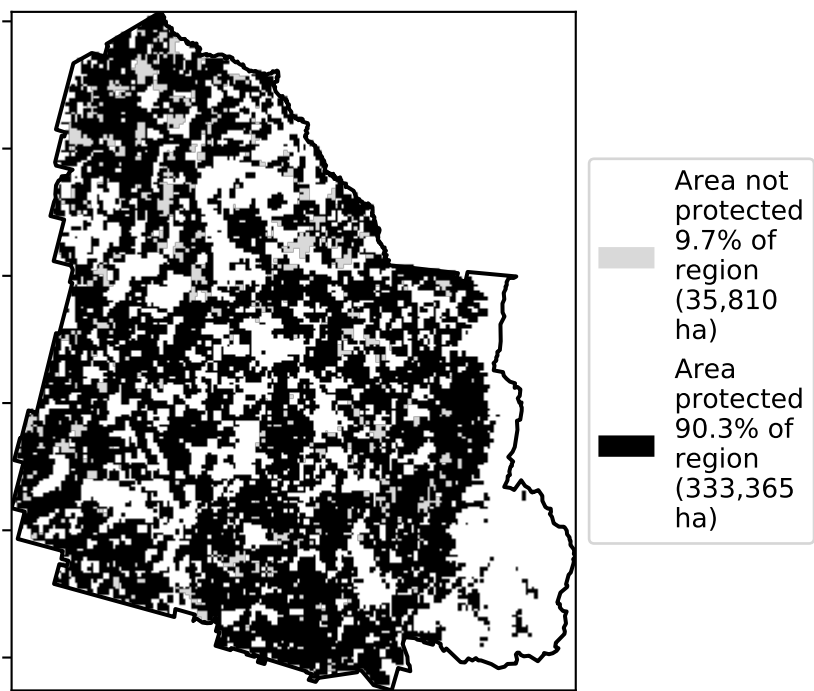 Area not
protected
9.7% of
region
(35,810
ha)
Area
protected
90.3% of
region
(333,365
ha)